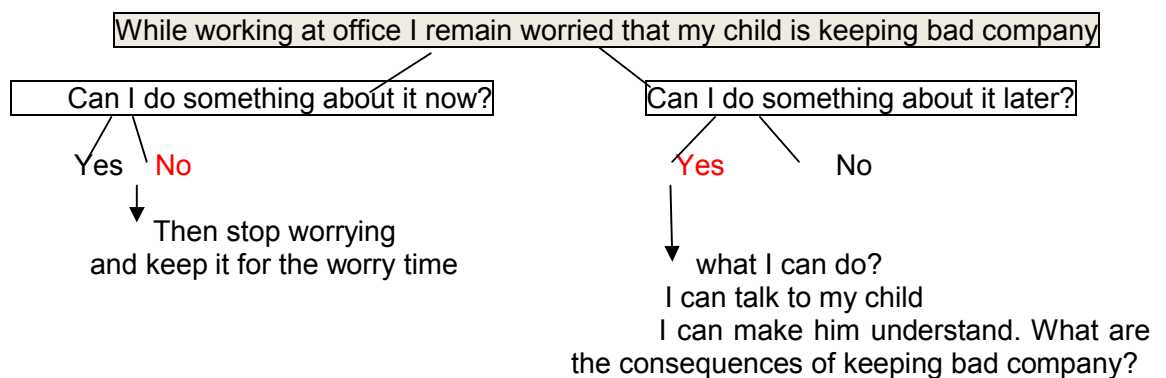 While working at office I remain worried that my child is keeping bad company
Can I do something about it now?
Can I do something about it later?
Yes No
Yes No
Then stop worrying
and keep it for the worry time
what I can do?
I can talk to my child
I can make him understand. What are
the consequences of keeping bad company?